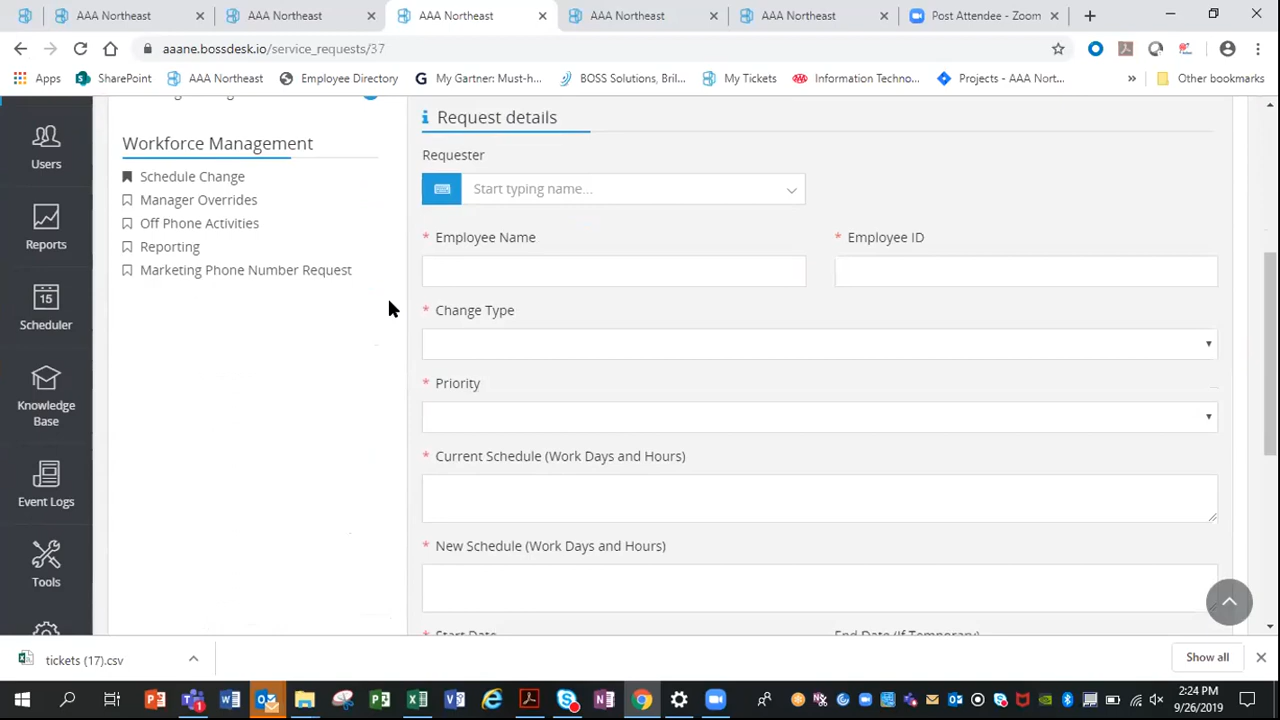 AAA Northeast
AAA Northeast
AAA Northeast
AAA Northeast
AAA Northeast
Post Attendee - Zoom
aaane.bossdesk.io/service_requests/37
Apps
SharePoint
AAA Northeast
Employee Directory
My Gartner: Must-h...
BOSS Solutions, Bril...
My Tickets
Information Techno...
Projects - AAA Nort...
»
Other bookmarks
Users
Reports
15
Scheduler
Knowledge
Base
Event Logs
Tools
Workforce Management
Schedule Change
Manager Overrides
Off Phone Activities
Reporting
Marketing Phone Number Request
Request details
Requester
Start typing name...
* Employee Name
* Employee ID
* Change Type
* Priority
* Current Schedule (Work Days and Hours)
* New Schedule (Work Days and Hours)
* Start Date
End Date (If Temporary)
tickets (17).csv
Show all
2:24 PM
9/26/2019